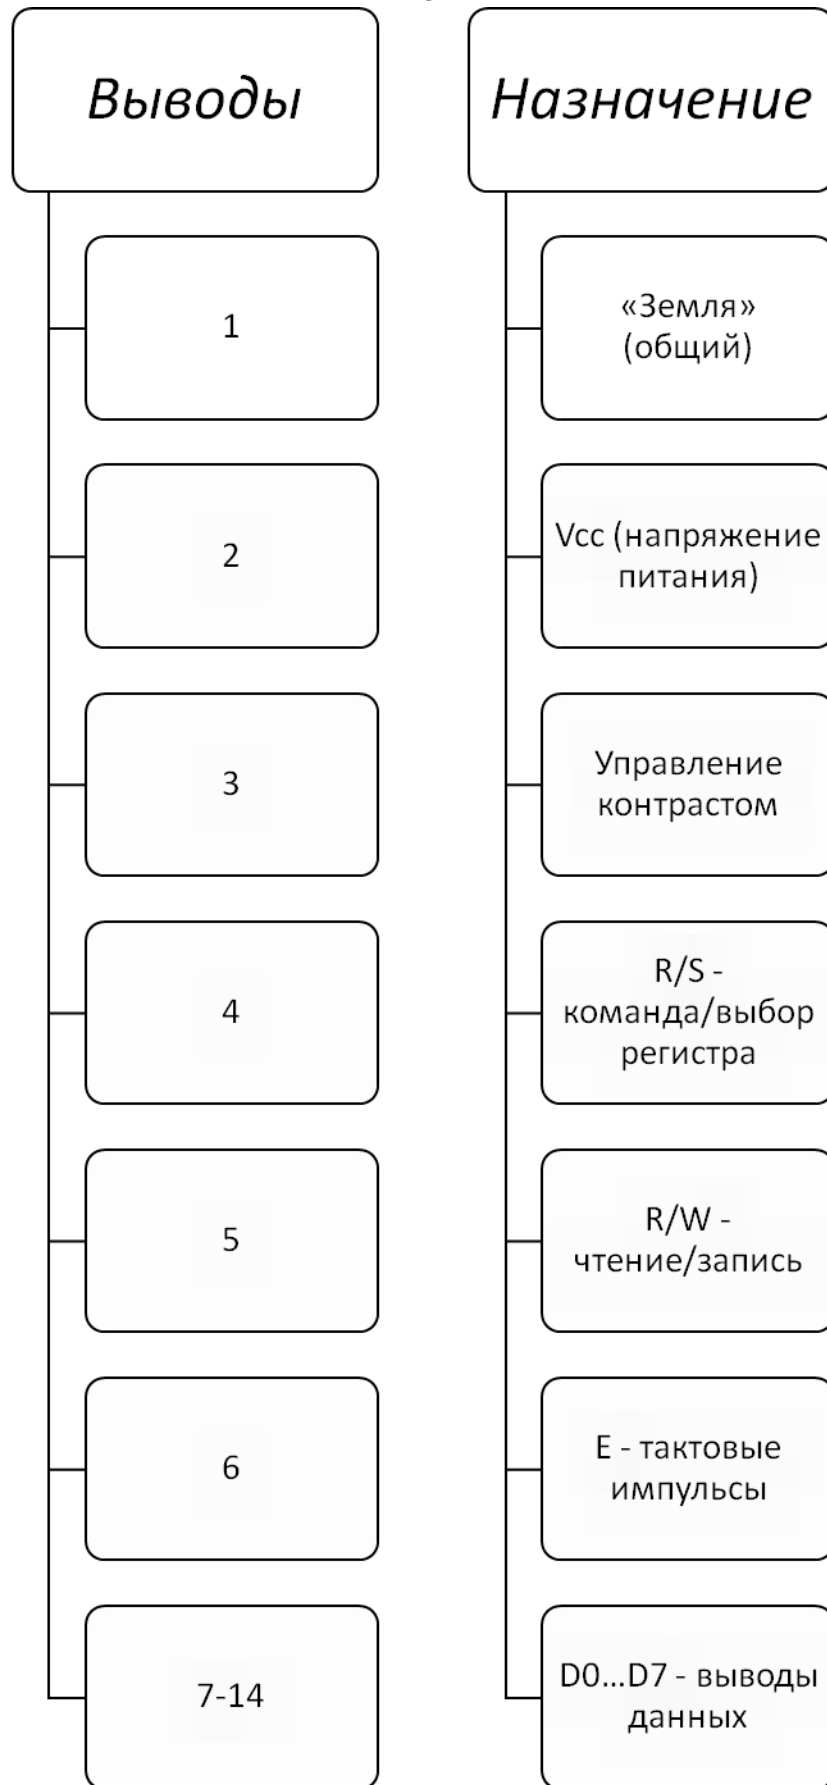 Выводы
Назначение
1
«Земля»
(общий)
2
Vcc (напряжение
питания)
3
Управление
контрастом
4
R/S -
команда/выбор
регистра
5
R/W -
чтение/запись
6
E - тактовые
импульсы
7-14
D0...D7 - выводы
данных